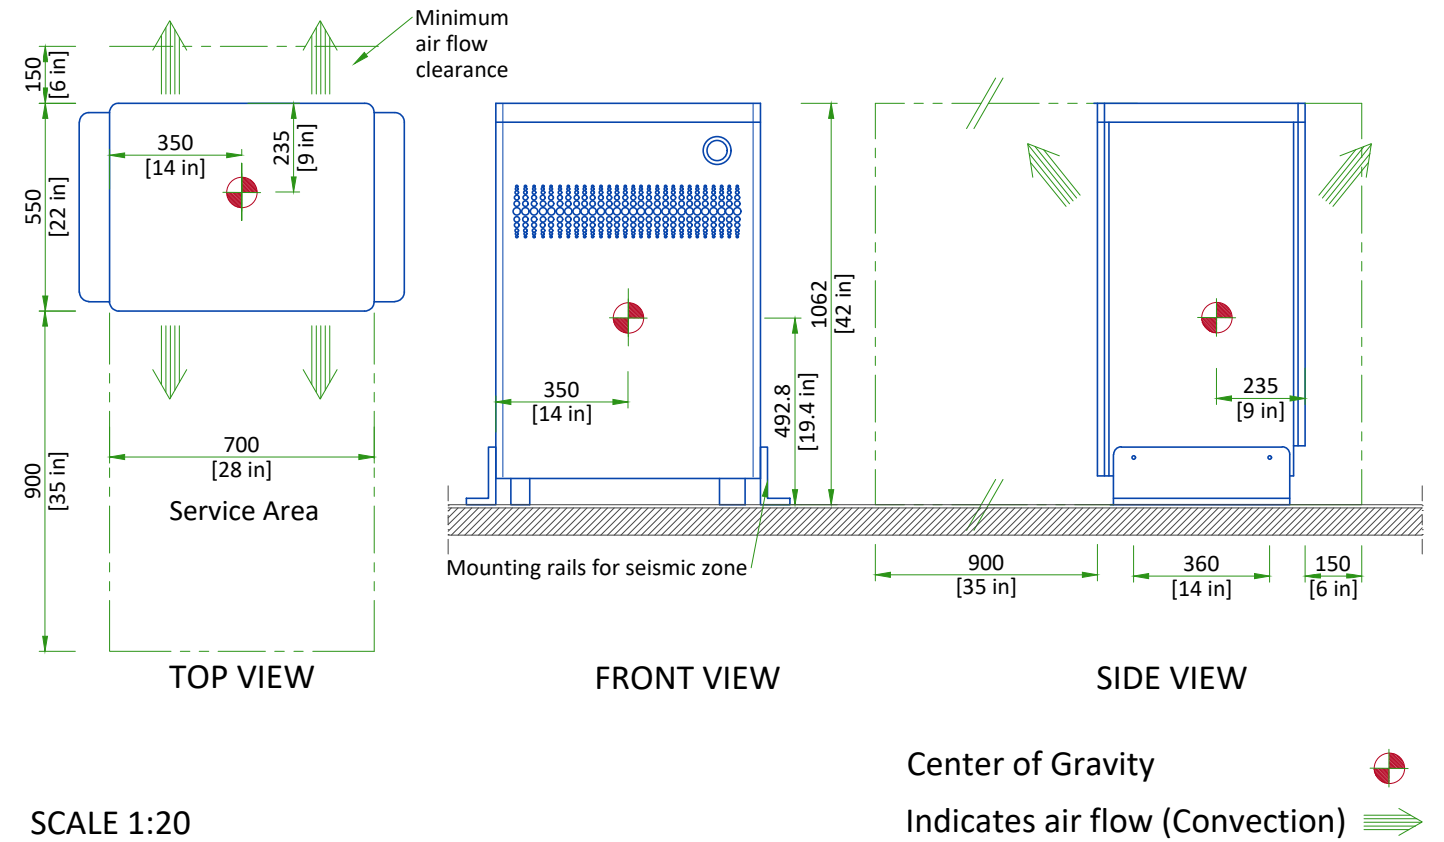 Minimum
air flow
clearance
150
[6 in]
350
[14 in]
235
[9 in]
550
[22 in]
700
[28 in]
900
[35 in]
Service Area
TOP VIEW
350
[14 in]
492.8
[19.4 in]
1062
[42 in]
Mounting rails for seismic zone
FRONT VIEW
235
[9 in]
900
[35 in]
360
[14 in]
150
[6 in]
SIDE VIEW
Center of Gravity
Indicates air flow (Convection)
SCALE 1:20